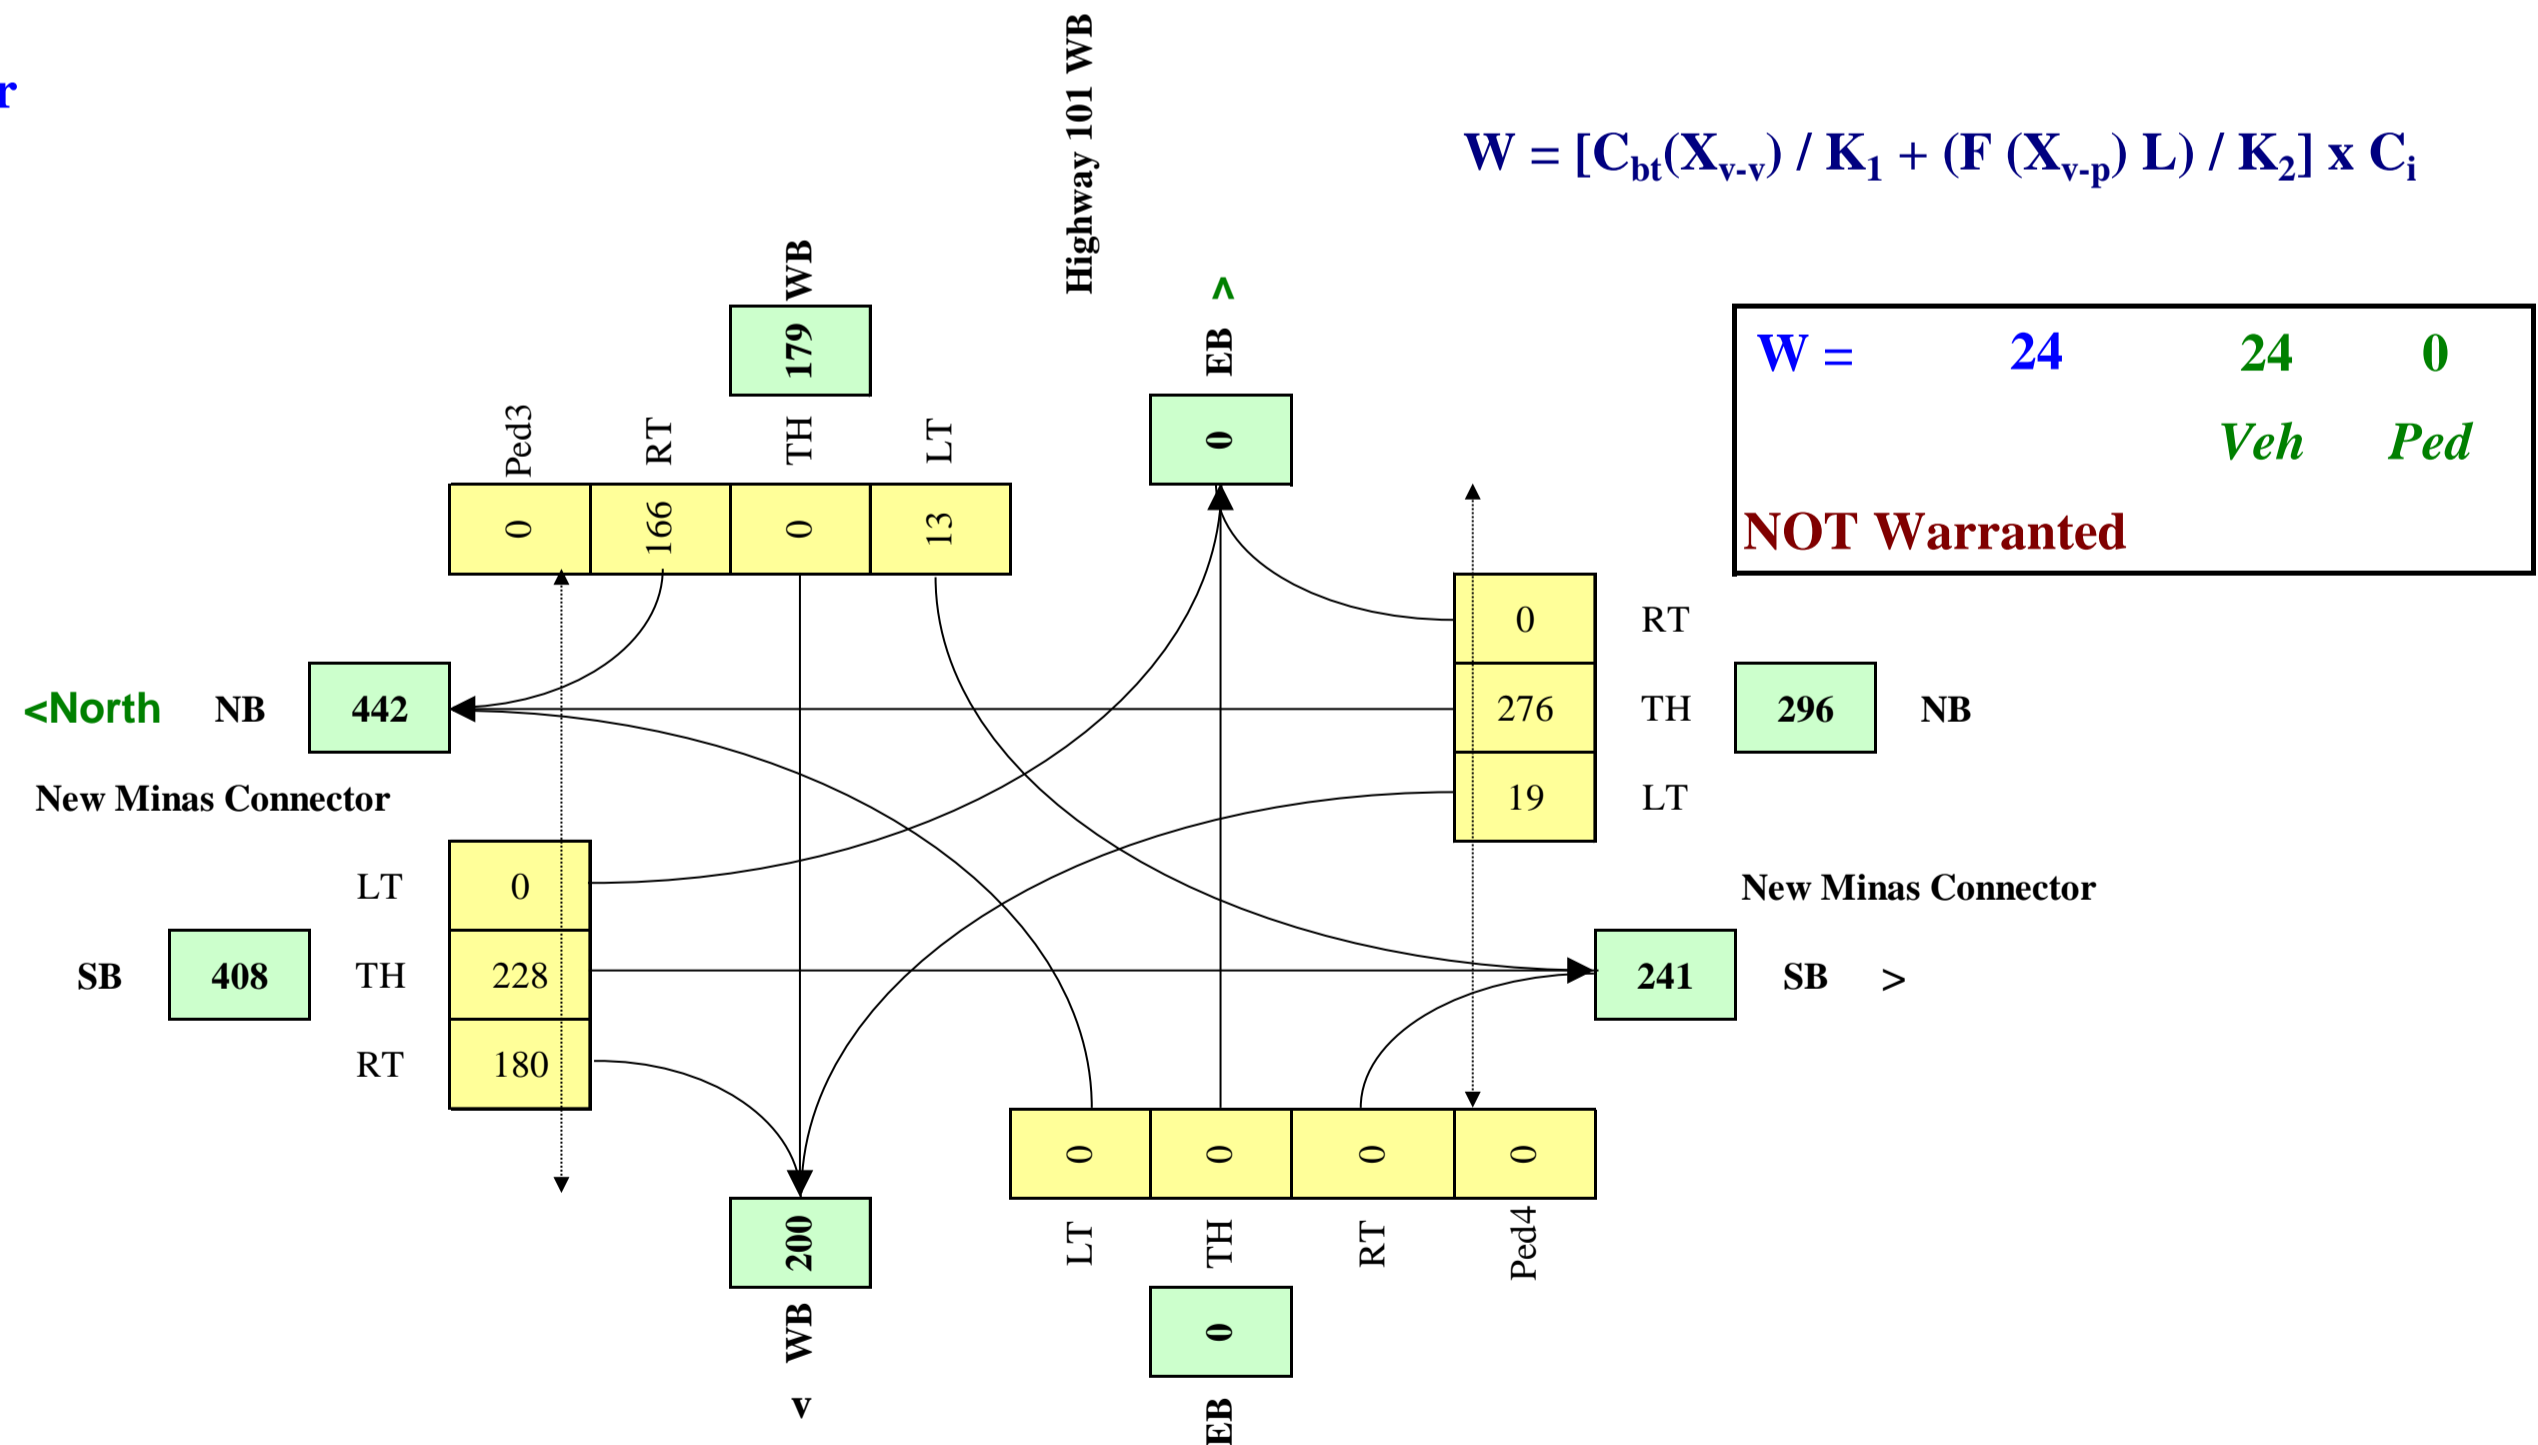 r
Highway 101 WB
W = [Cbt(Xv-v) / K1 + (F (Xv-p) L) / K2] x Ci
WB
179
^
EB
0
W = 24 24 0
Veh Ped
NOT Warranted
Ped3 RT TH LT
0 166 0 13
0 RT
<North NB 442
276 TH 296 NB
New Minas Connector
19 LT
LT 0
New Minas Connector
SB 408 TH 228
241 SB >
RT 180
0 0 0 0
LT TH RT Ped4
200
WB
v
0
EB